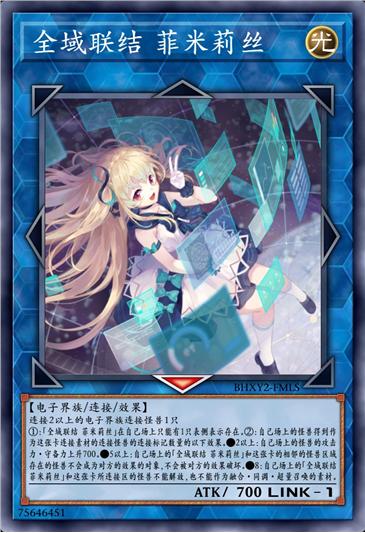 全域联结 菲米莉丝
光
BHXY2-FMLS
【电子界族/连接/效果】
连接2以上的电子界族连接怪兽1只
①:「全域联结 菲米莉丝」在自己场上只能有1只表侧表示存在。②:自己场上的怪兽得到作
为这张卡连接素材的连接怪兽的连接标记数量的以下效果。●2以上:自己场上的怪兽的攻击
力・守备力上升700。●5以上:自己场上的「全域联结 菲米莉丝」和这张卡的相邻的怪兽区域
存在的怪兽不会成为对方的效果的对象,不会被对方的效果破坏。●8:自己场上的「全域联结
菲米莉丝」和这张卡所连接区的怪兽不能解放,也不能作为融合・同调・超量召唤的素材。
ATK/ 700 LINK-1
75646451